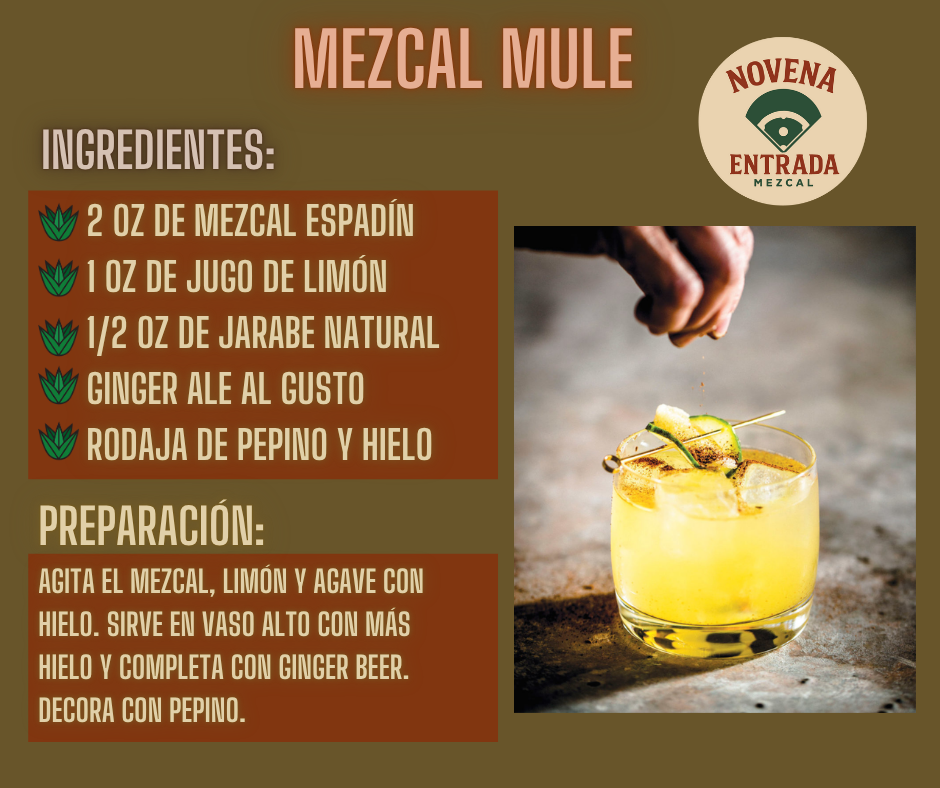 MEZCAL MULE
NOVENA
ENTRADA
MEZCAL
INGREDIENTES:
2 OZ DE MEZCAL ESPADÍN
1 OZ DE JUGO DE LIMÓN
1/2 OZ DE JARABE NATURAL
GINGER ALE AL GUSTO
RODAJA DE PEPINO Y HIELO
PREPARACIÓN:
AGITA EL MEZCAL, LIMÓN Y AGAVE CON
HIELO. SIRVE EN VASO ALTO CON MÁS
HIELO Y COMPLETA CON GINGER BEER.
DECORA CON PEPINO.